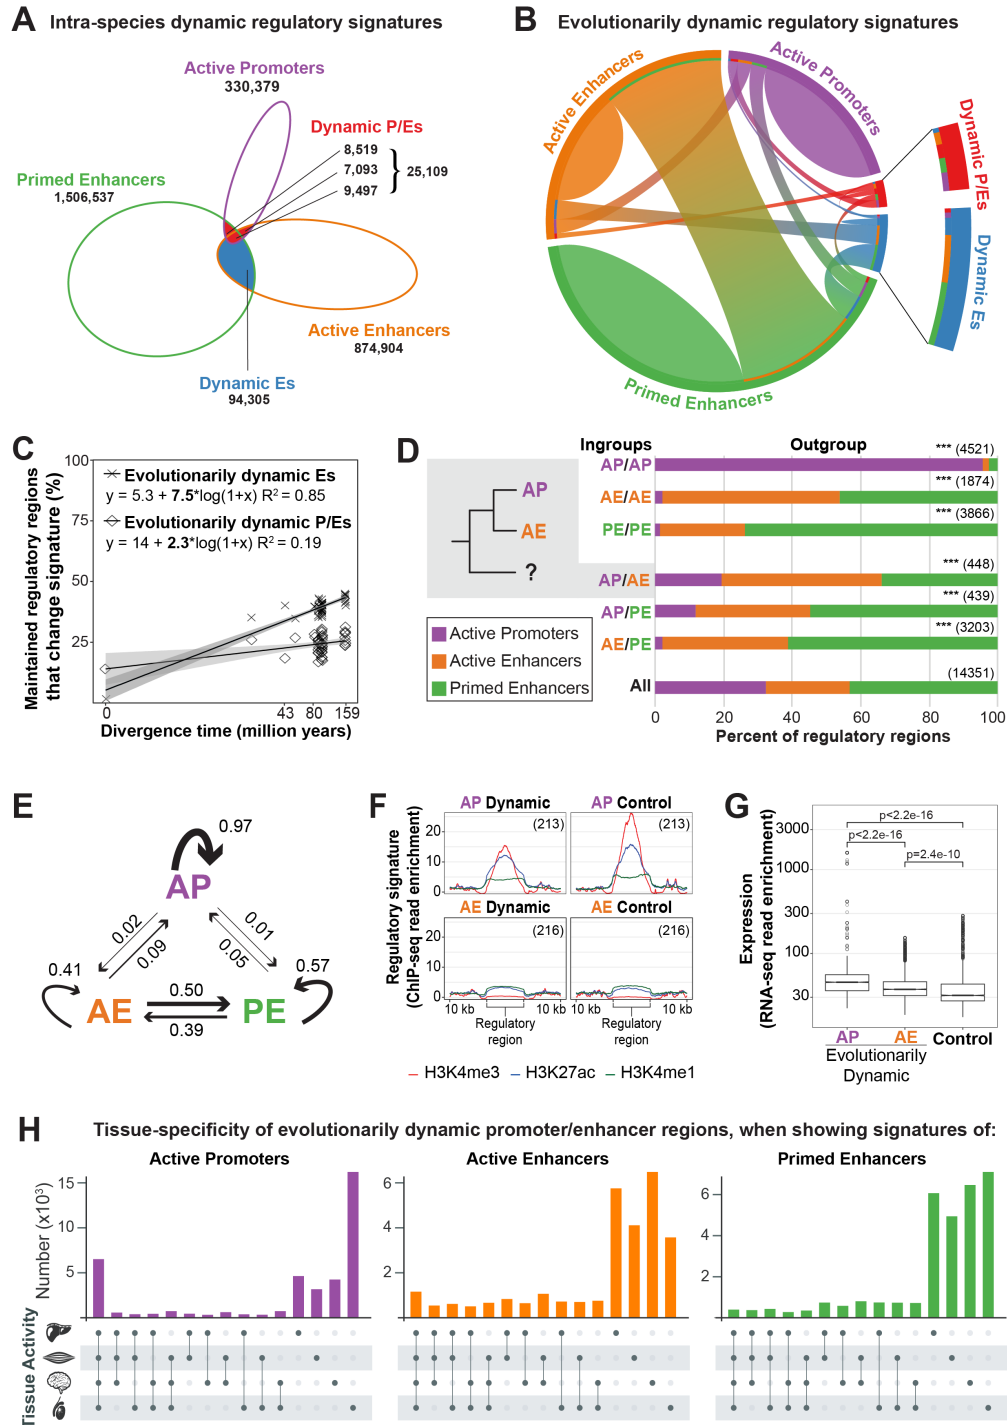 A Intra-species dynamic regulatory signatures
Active Promoters
330,379
Dynamic P/Es
8,519
7,093
9,497
25,109
Primed Enhancers
1,506,537
Active Enhancers
874,904
Dynamic Es
94,305
B Evolutionarily dynamic regulatory signatures
Active Enhancers
Active Promoters
Dynamic P/Es
Dynamic Es
Primed Enhancers
C
Maintained regulatory regions
that change signature (%)
100
75
50
25
Evolutionarily dynamic Es
y = 5.3 + 7.5*log(1+x) R² = 0.85
Evolutionarily dynamic P/Es
y = 14 + 2.3*log(1+x) R² = 0.19
0 43 80 159
Divergence time (million years)
D
Ingroups Outgroup
AP
AE
?
Active Promoters
Active Enhancers
Primed Enhancers
AP/AP *** (4521)
AE/AE *** (1874)
PE/PE *** (3866)
AP/AE *** (448)
AP/PE *** (439)
AE/PE *** (3203)
All (14351)
0 20 40 60 80 100
Percent of regulatory regions
E
0.97
AP
0.02
0.09
0.01
0.05
0.41
0.57
AE
0.50
0.39
PE
F
Regulatory signature
(ChIP-seq read enrichment)
AP Dynamic AP Control
(213) (213)
20
10
0
AE Dynamic AE Control
(216) (216)
20
10
0
10 kb 10 kb 10 kb 10 kb
Regulatory
region
Regulatory
region
H3K4me3 H3K27ac H3K4me1
G
Expression
(RNA-seq read enrichment)
3000
1000
300
100
30
p<2.2e-16
p<2.2e-16
p=2.4e-10
AP AE Control
Evolutionarily
Dynamic
H Tissue-specificity of evolutionarily dynamic promoter/enhancer regions, when showing signatures of:
Active Promoters
Active Enhancers
Primed Enhancers
Number (x10³)
15
10
5
6
4
2
6
4
2
Tissue Activity